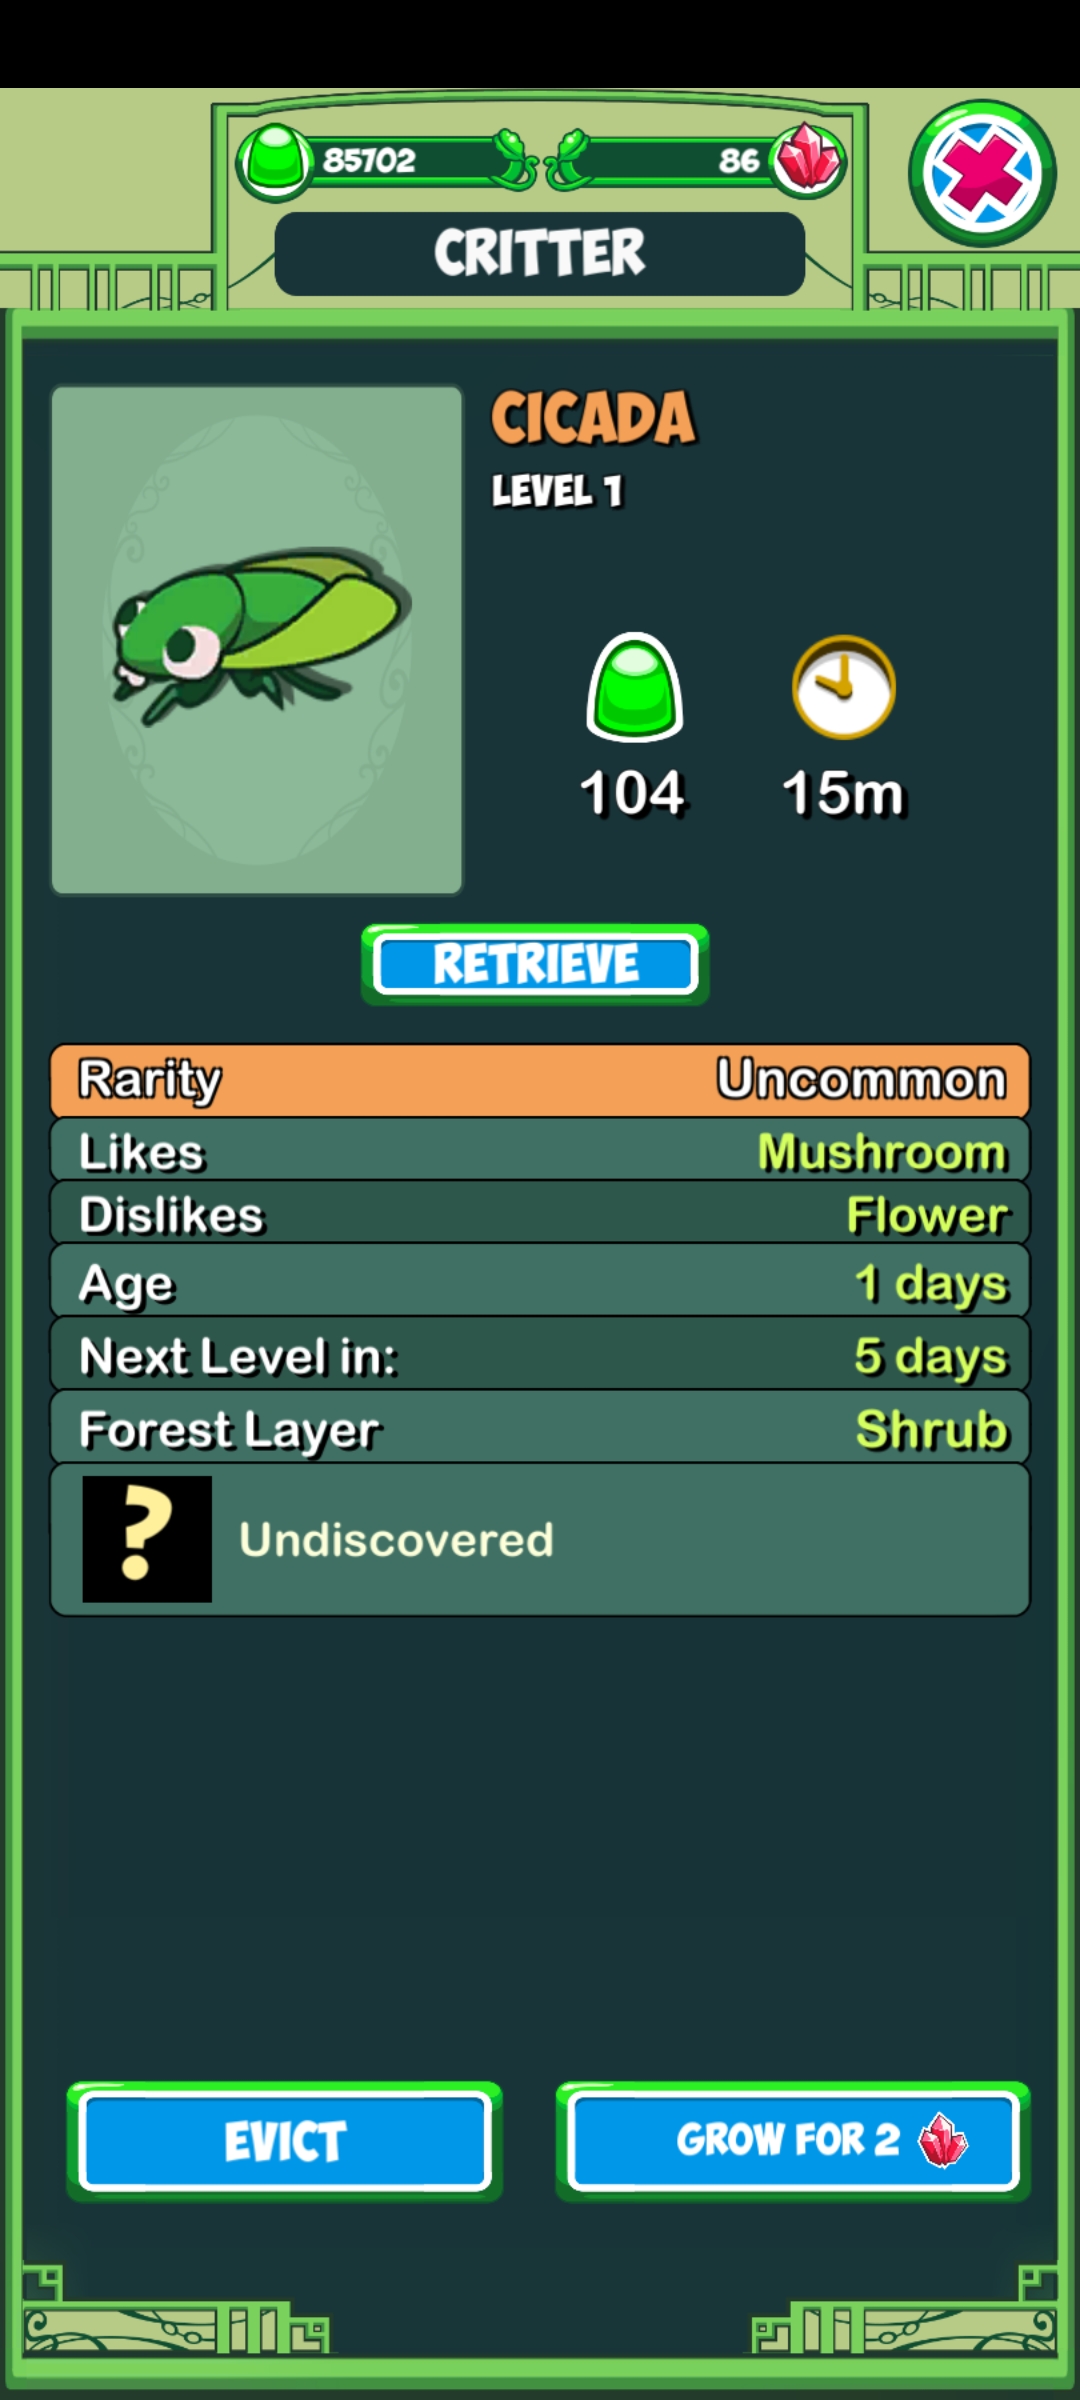 85702 86
CRITTER
CICADA
LEVEL 1
104 15m
RETRIEVE
Rarity Uncommon
Likes Mushroom
Dislikes Flower
Age 1 days
Next Level in: 5 days
Forest Layer Shrub
? Undiscovered
EVICT GROW FOR 2